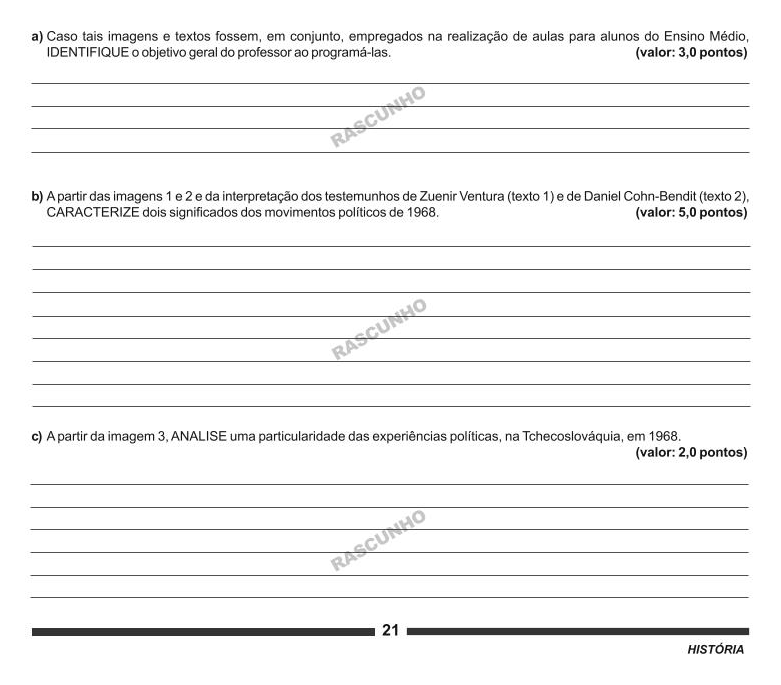 a) Caso tais imagens e textos fossem, em conjunto, empregados na realização de aulas para alunos do Ensino Médio,
IDENTIFIQUE o objetivo geral do professor ao programá-las. (valor: 3,0 pontos)
RASCUNHO
b) A partir das imagens 1 e 2 e da interpretação dos testemunhos de Zuenir Ventura (texto 1) e de Daniel Cohn-Bendit (texto 2),
CARACTERIZE dois significados dos movimentos políticos de 1968. (valor: 5,0 pontos)
RASCUNHO
c) A partir da imagem 3, ANALISE uma particularidade das experiências políticas, na Tchecoslováquia, em 1968.
(valor: 2,0 pontos)
RASCUNHO
21
HISTÓRIA